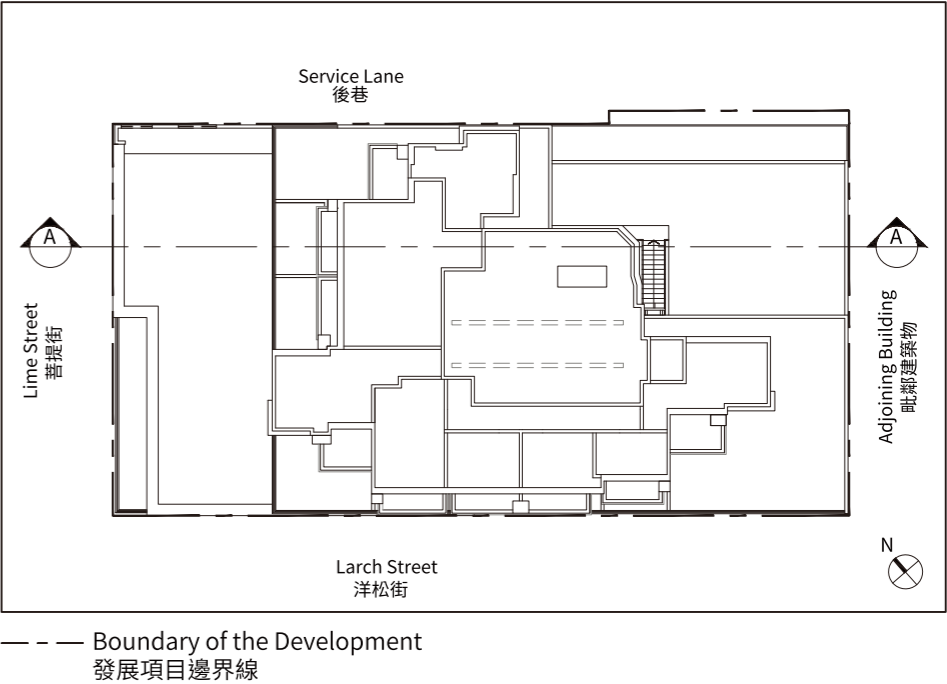 Service Lane
後巷
A
A
Lime Street
菩提街
Adjoining Building
毗鄰建築物
Larch Street
洋松街
N
Boundary of the Development
發展項目邊界線